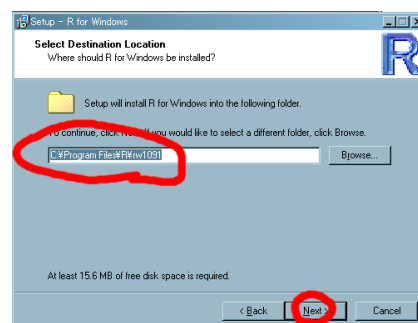 Setup - R for Windows
Select Destination Location
Where should R for Windows be installed?
R
Setup will install R for Windows into the following folder.
To continue, click Next. If you would like to select a different folder, click Browse.
C:¥Program Files¥R¥rw1091
Browse...
At least 15.6 MB of free disk space is required.
< Back
Next >
Cancel